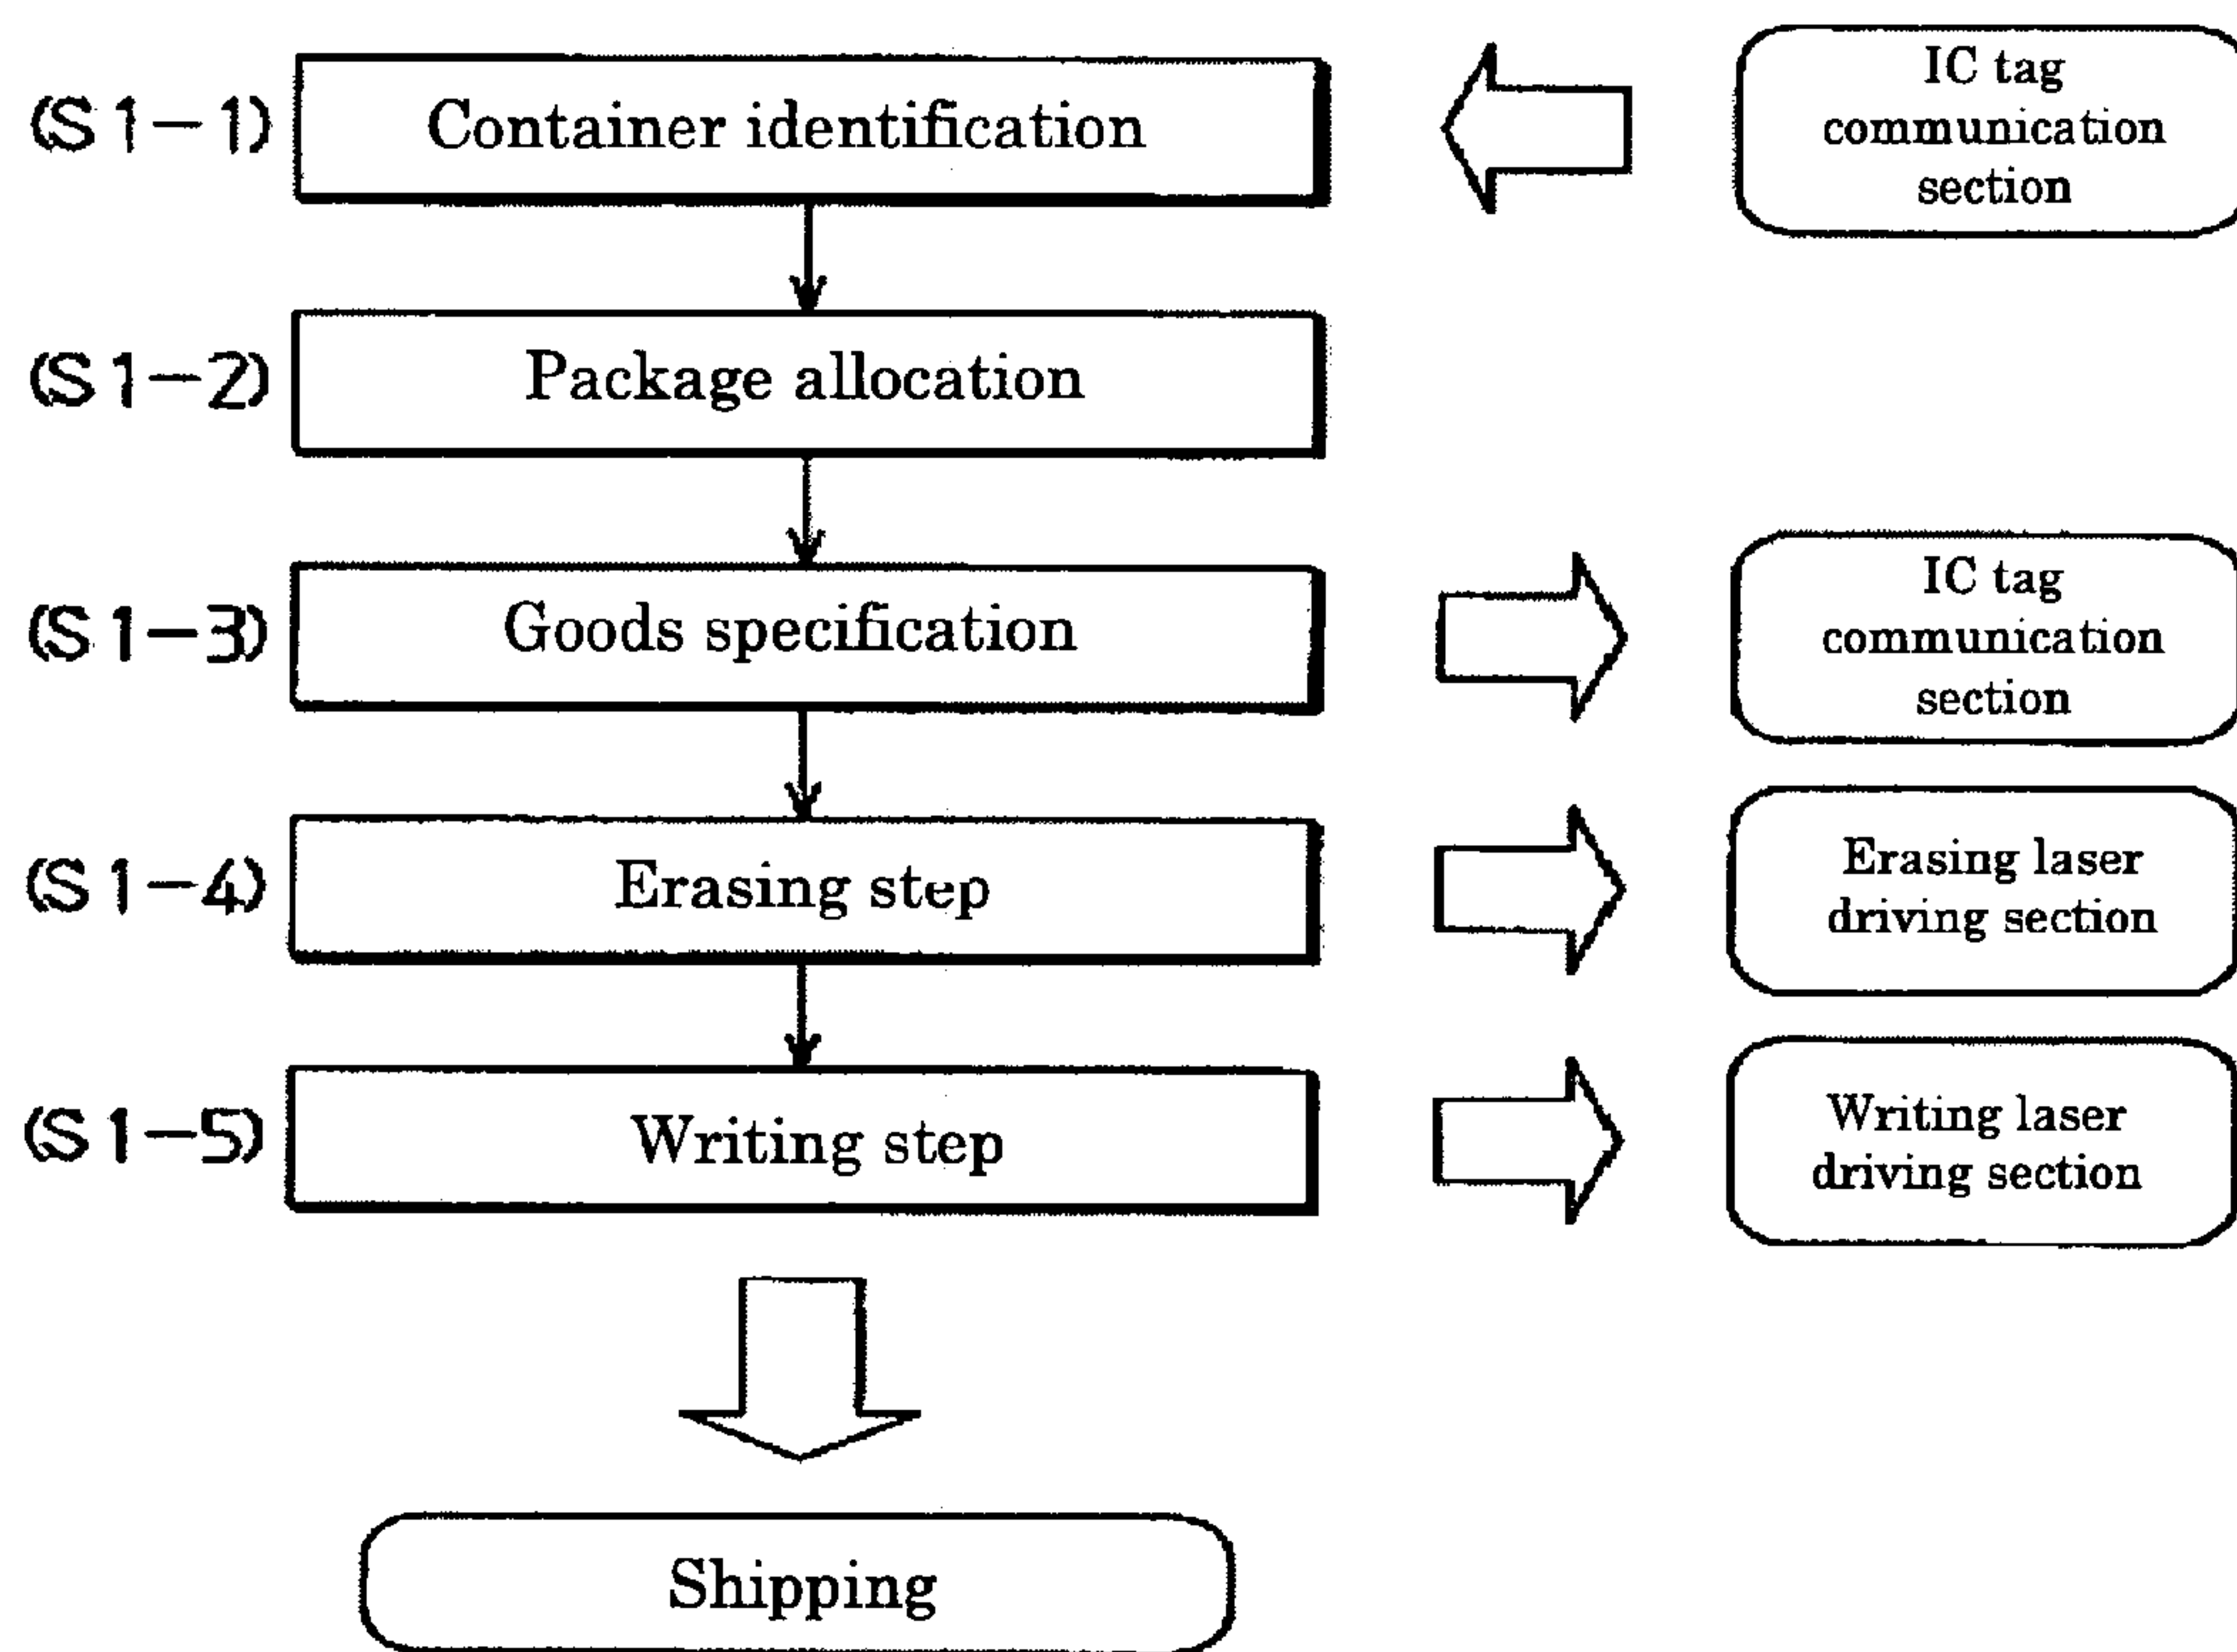 (S1-1) Container identification
IC tag
communication
section
(S1-2) Package allocation
(S1-3) Goods specification
IC tag
communication
section
(S1-4) Erasing step
Erasing laser
driving section
(S1-5) Writing step
Writing laser
driving section
Shipping